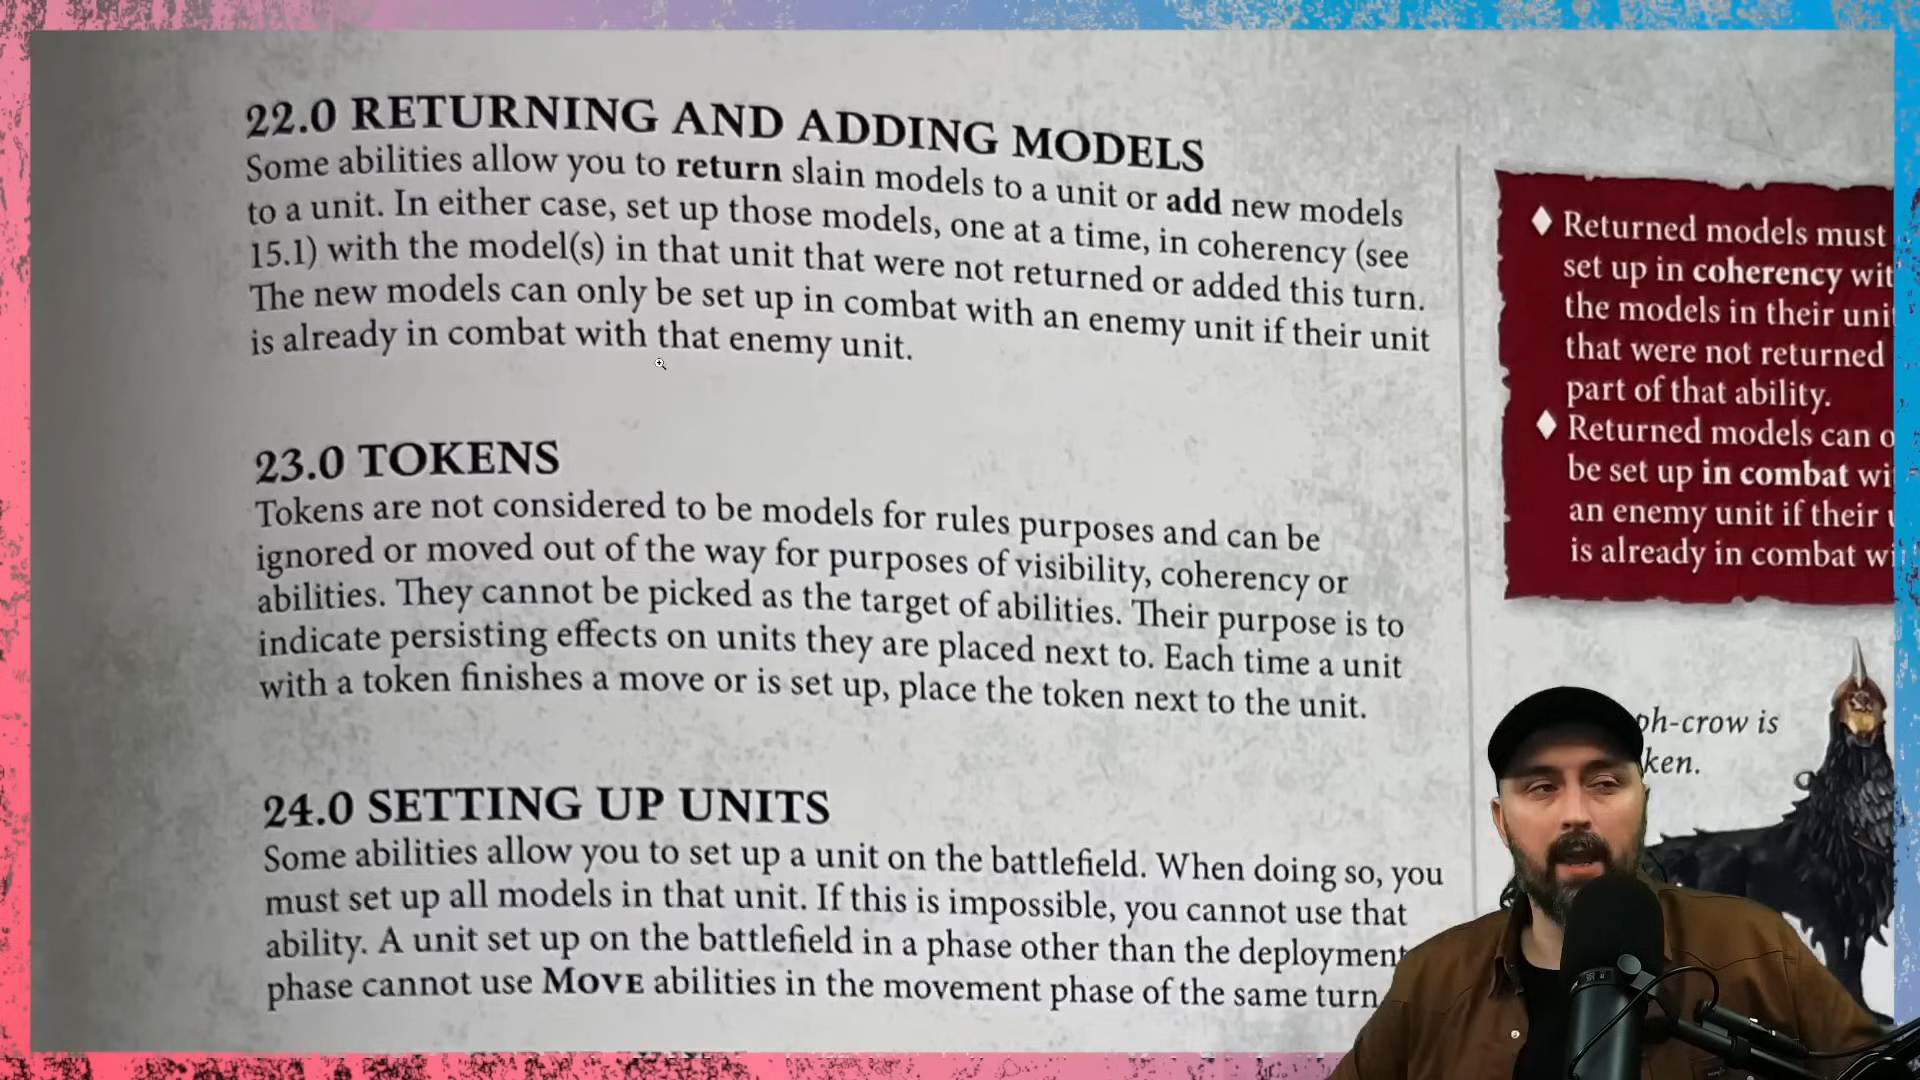 22.0 RETURNING AND ADDING MODELS
Some abilities allow you to return slain models to a unit or add new models
to a unit. In either case, set up those models, one at a time, in coherency (see
15.1) with the model(s) in that unit that were not returned or added this turn.
The new models can only be set up in combat with an enemy unit if their unit
is already in combat with that enemy unit.
23.0 TOKENS
Tokens are not considered to be models for rules purposes and can be
ignored or moved out of the way for purposes of visibility, coherency or
abilities. They cannot be picked as the target of abilities. Their purpose is to
indicate persisting effects on units they are placed next to. Each time a unit
with a token finishes a move or is set up, place the token next to the unit.
24.0 SETTING UP UNITS
Some abilities allow you to set up a unit on the battlefield. When doing so, you
must set up all models in that unit. If this is impossible, you cannot use that
ability. A unit set up on the battlefield in a phase other than the deployment
phase cannot use MOVE abilities in the movement phase of the same turn.
Returned models must
set up in coherency
the models in their
that were not returned
part of that ability.
Returned models can
be set up in combat
an enemy unit if their
is already in combat
is